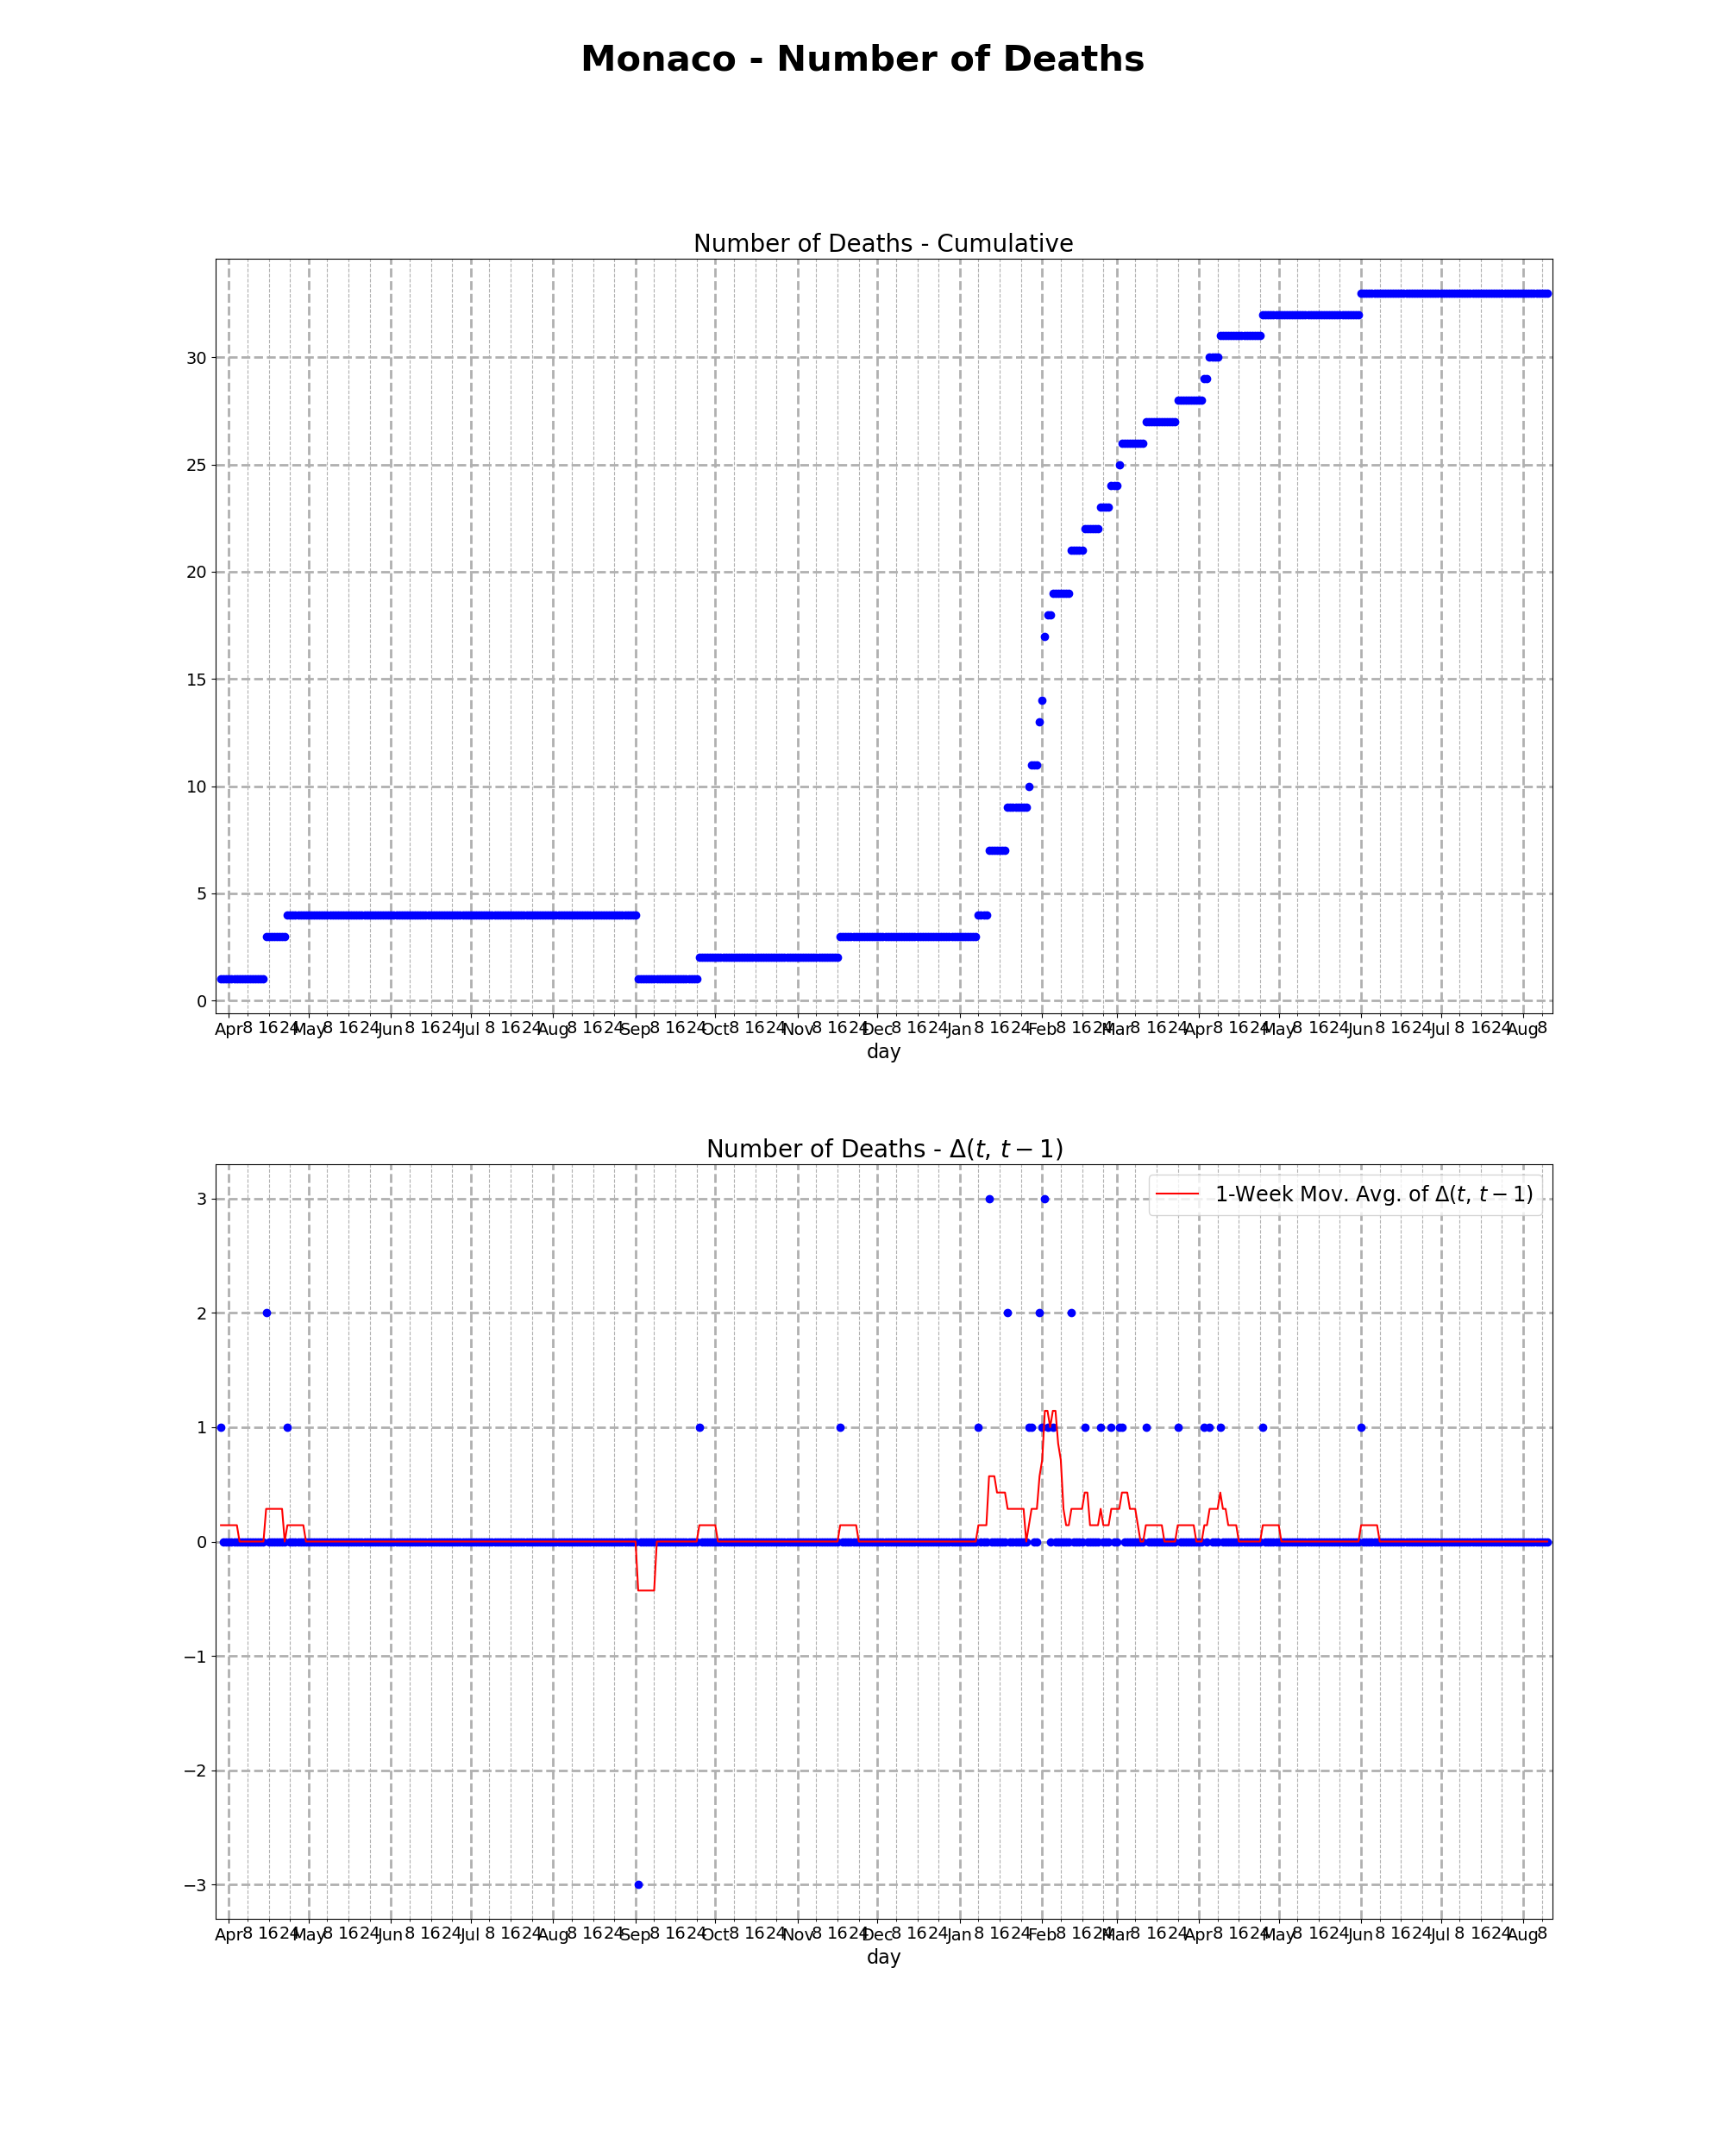 Monaco - Number of Deaths
Number of Deaths - Cumulative
30
25
20
15
10
5
0
Apr 8 16 24 May 8 16 24 Jun 8 16 24 Jul 8 16 24 Aug 8 16 24 Sep 8 16 24 Oct 8 16 24 Nov 8 16 24 Dec 8 16 24 Jan 8 16 24 Feb 8 16 24 Mar 8 16 24 Apr 8 16 24 May 8 16 24 Jun 8 16 24 Jul 8 16 24 Aug 8
day
Number of Deaths - Δ(t, t − 1)
1-Week Mov. Avg. of Δ(t, t − 1)
3
2
1
0
−1
−2
−3
Apr 8 16 24 May 8 16 24 Jun 8 16 24 Jul 8 16 24 Aug 8 16 24 Sep 8 16 24 Oct 8 16 24 Nov 8 16 24 Dec 8 16 24 Jan 8 16 24 Feb 8 16 24 Mar 8 16 24 Apr 8 16 24 May 8 16 24 Jun 8 16 24 Jul 8 16 24 Aug 8
day